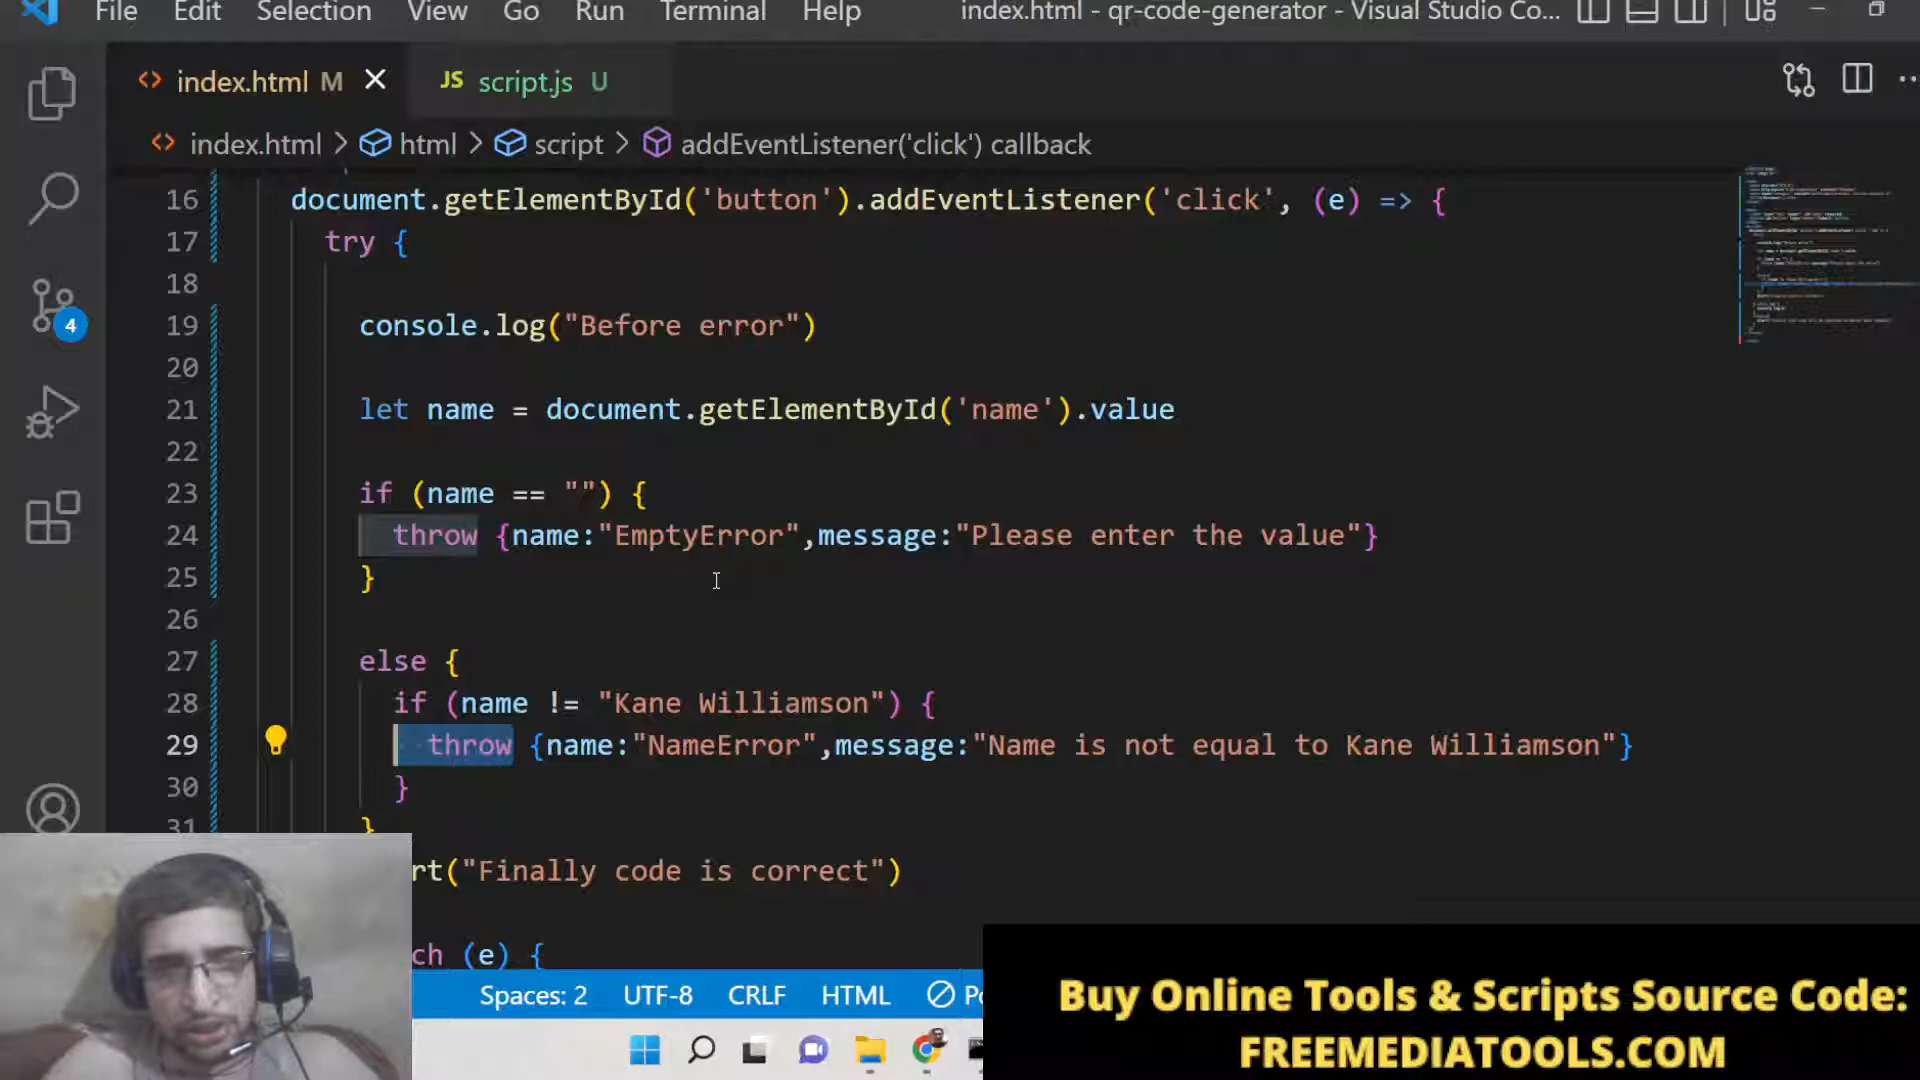 File Edit Selection View Go Run Terminal Help index.html - qr-code-generator - Visual Studio Co...
index.html M JS script.js U
index.html > html > script > addEventListener('click') callback
16 document.getElementById('button').addEventListener('click', (e) => {
17 try {
18
19 console.log("Before error")
20
21 let name = document.getElementById('name').value
22
23 if (name == "") {
24 throw {name:"EmptyError",message:"Please enter the value"}
25 }
26
27 else {
28 if (name != "Kane Williamson") {
29 throw {name:"NameError",message:"Name is not equal to Kane Williamson"}
30 }
31 }
rt("Finally code is correct")
ch (e) {
4
Spaces: 2 UTF-8 CRLF HTML
Buy Online Tools & Scripts Source Code:
FREEMEDIATOOLS.COM